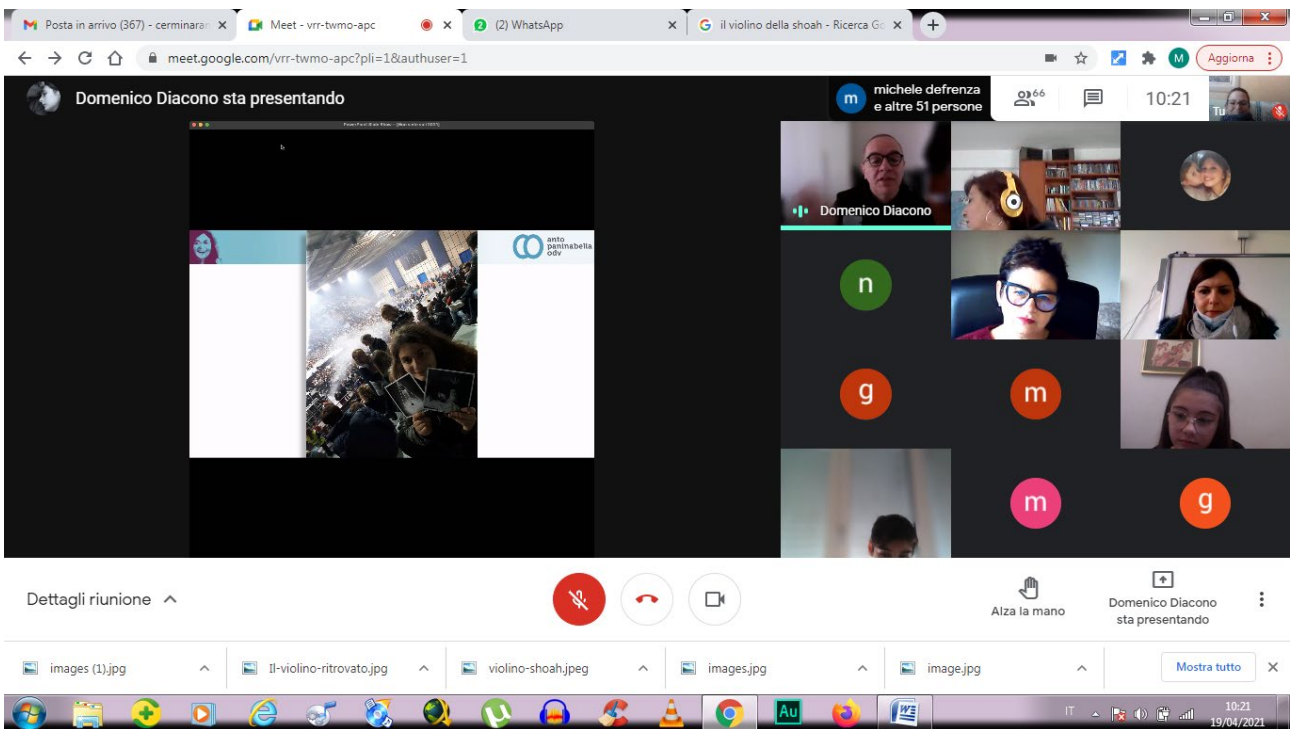 Posta in arrivo (367) - cerminaran
Meet - vrr-twmo-apc
(2) WhatsApp
il violino della shoah - Ricerca Go
meet.google.com/vrr-twmo-apc?pli=1&authuser=1
M
Aggiorna
Domenico Diacono sta presentando
m
michele defrenza
e altre 51 persone
66
10:21
Tu
anto
paninabella
odv
Domenico Diacono
n
g
m
m
g
Dettagli riunione
Alza la mano
Domenico Diacono
sta presentando
images (1).jpg
Il-violino-ritrovato.jpg
violino-shoah.jpeg
images.jpg
image.jpg
Mostra tutto
Au
IT
10:21
19/04/2021